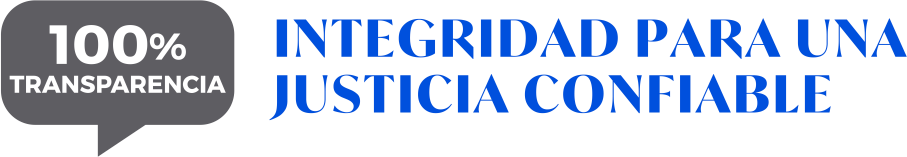 100%
TRANSPARENCIA
INTEGRIDAD PARA UNA
JUSTICIA CONFIABLE